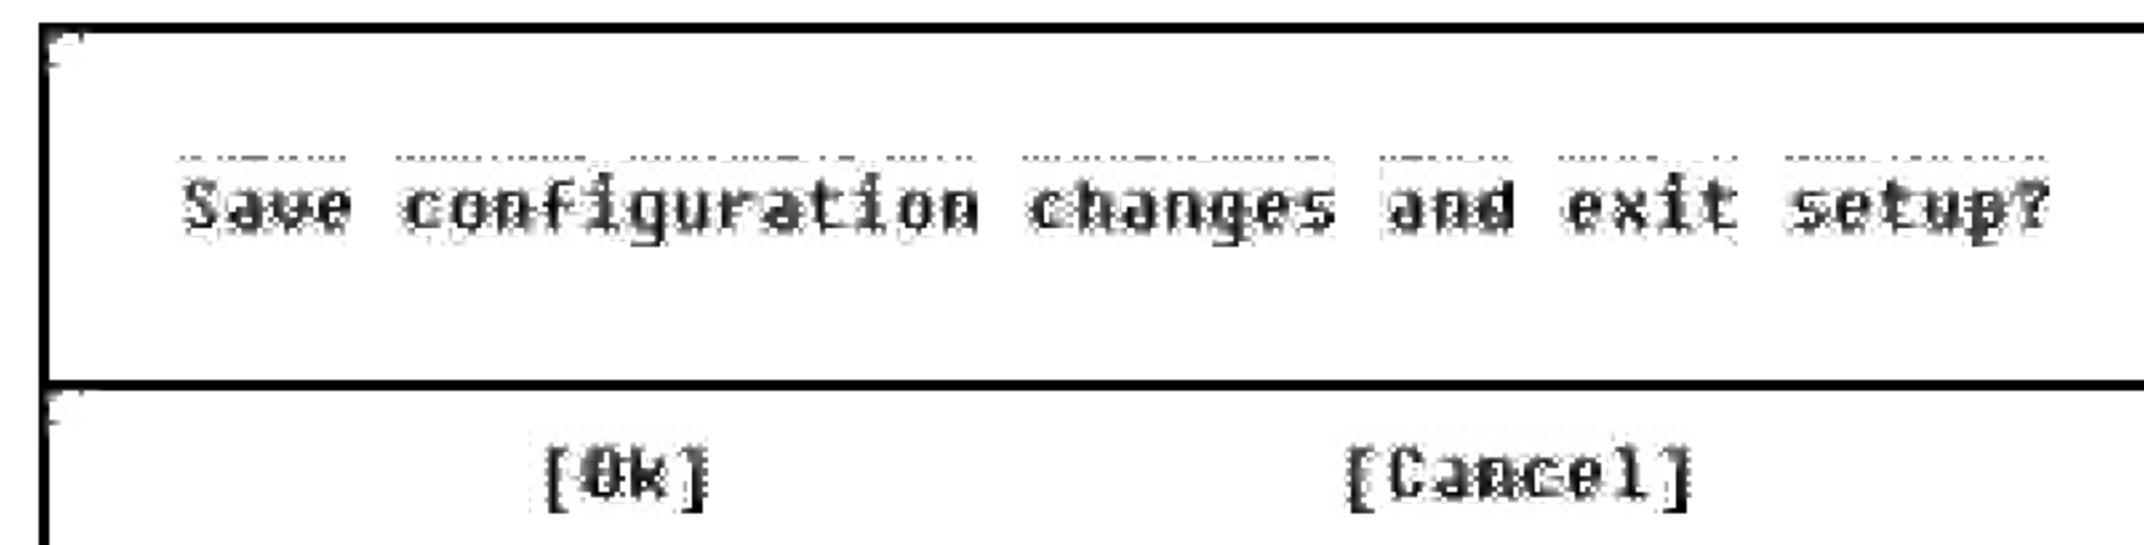 Save configuration changes and exit setup?
[Ok] [Cancel]